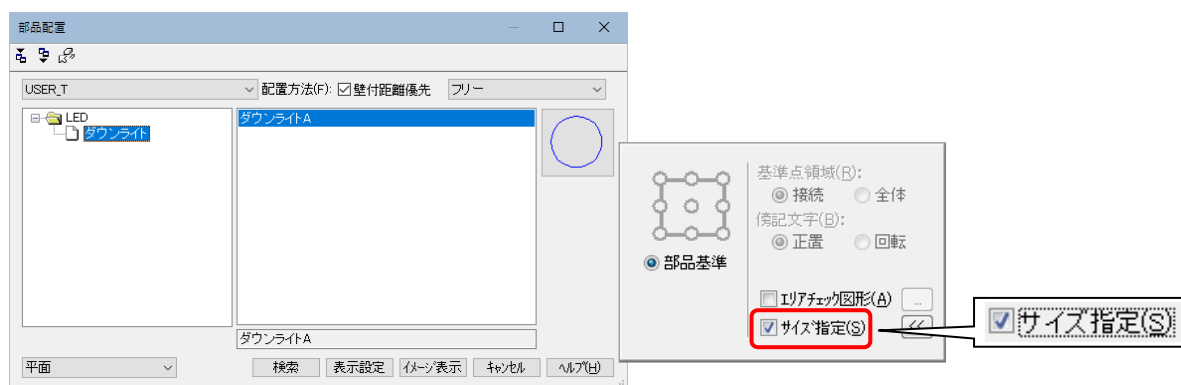 部品配置
USER_T
配置方法(F): 壁付距離優先 フリー
LED
ダウンライト
ダウンライトA
ダウンライトA
平面
検索 表示設定 イメージ表示 キャンセル ヘルプ(H)
基準点領域(R):
接続 全体
傍記文字(B):
正置 回転
部品基準
エリアチェック図形(A) ...
サイズ指定(S) <<
サイズ指定(S)